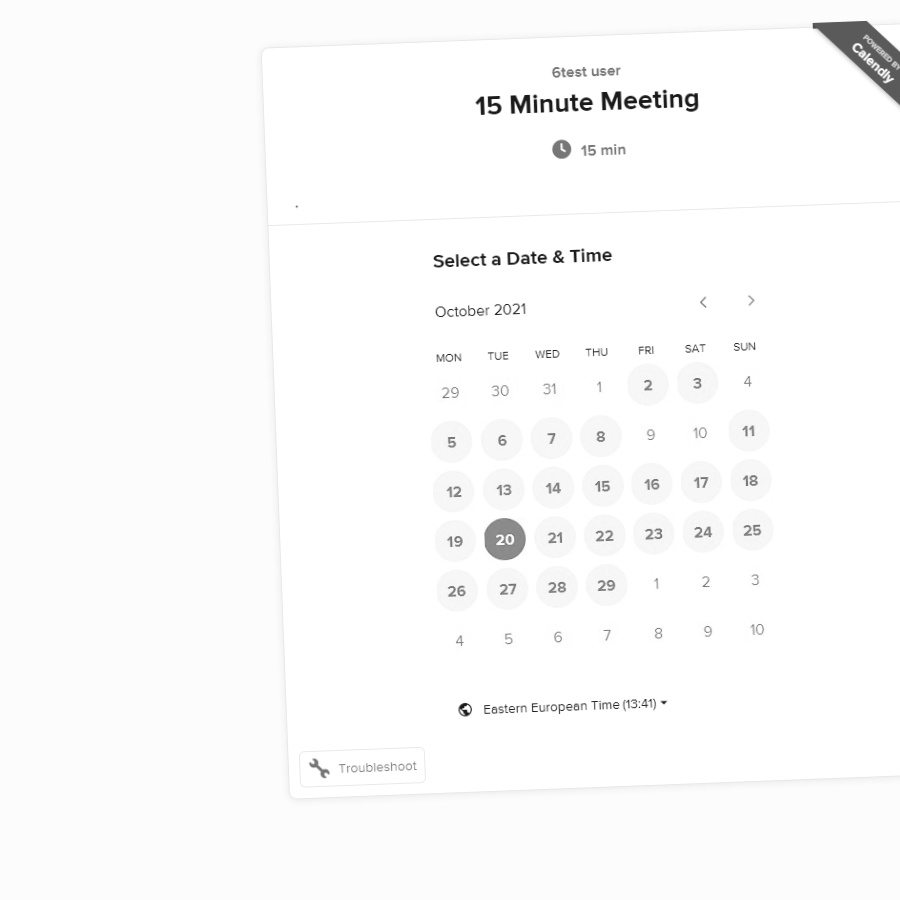 POWERED BY
Calendly
6test user
15 Minute Meeting
15 min
.
Select a Date & Time
October 2021
MON TUE WED THU FRI SAT SUN
29 30 31 1 2 3 4
5 6 7 8 9 10 11
12 13 14 15 16 17 18
19 20 21 22 23 24 25
26 27 28 29 1 2 3
4 5 6 7 8 9 10
Eastern European Time (13:41)
Troubleshoot